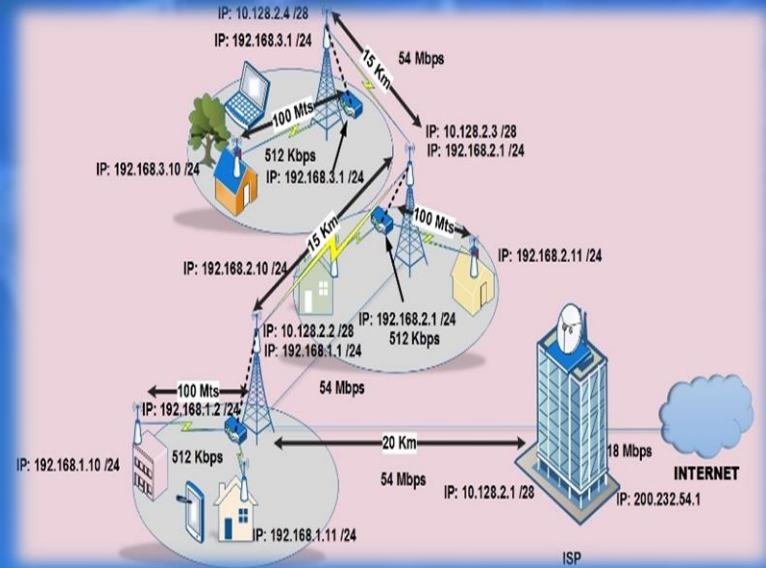 IP: 10.128.2.4 /28
IP: 192.168.3.1 /24
54 Mbps
15 Km
100 Mts
IP: 10.128.2.3 /28
IP: 192.168.2.1 /24
512 Kbps
IP: 192.168.3.10 /24
IP: 192.168.3.1 /24
15 Km
100 Mts
IP: 192.168.2.11 /24
IP: 192.168.2.10 /24
IP: 192.168.2.1 /24
512 Kbps
IP: 10.128.2.2 /28
IP: 192.168.1.1 /24
54 Mbps
100 Mts
IP: 192.168.1.2 /24
20 Km
18 Mbps
INTERNET
512 Kbps
IP: 192.168.1.10 /24
54 Mbps
IP: 10.128.2.1 /28
IP: 200.232.54.1
IP: 192.168.1.11 /24
ISP